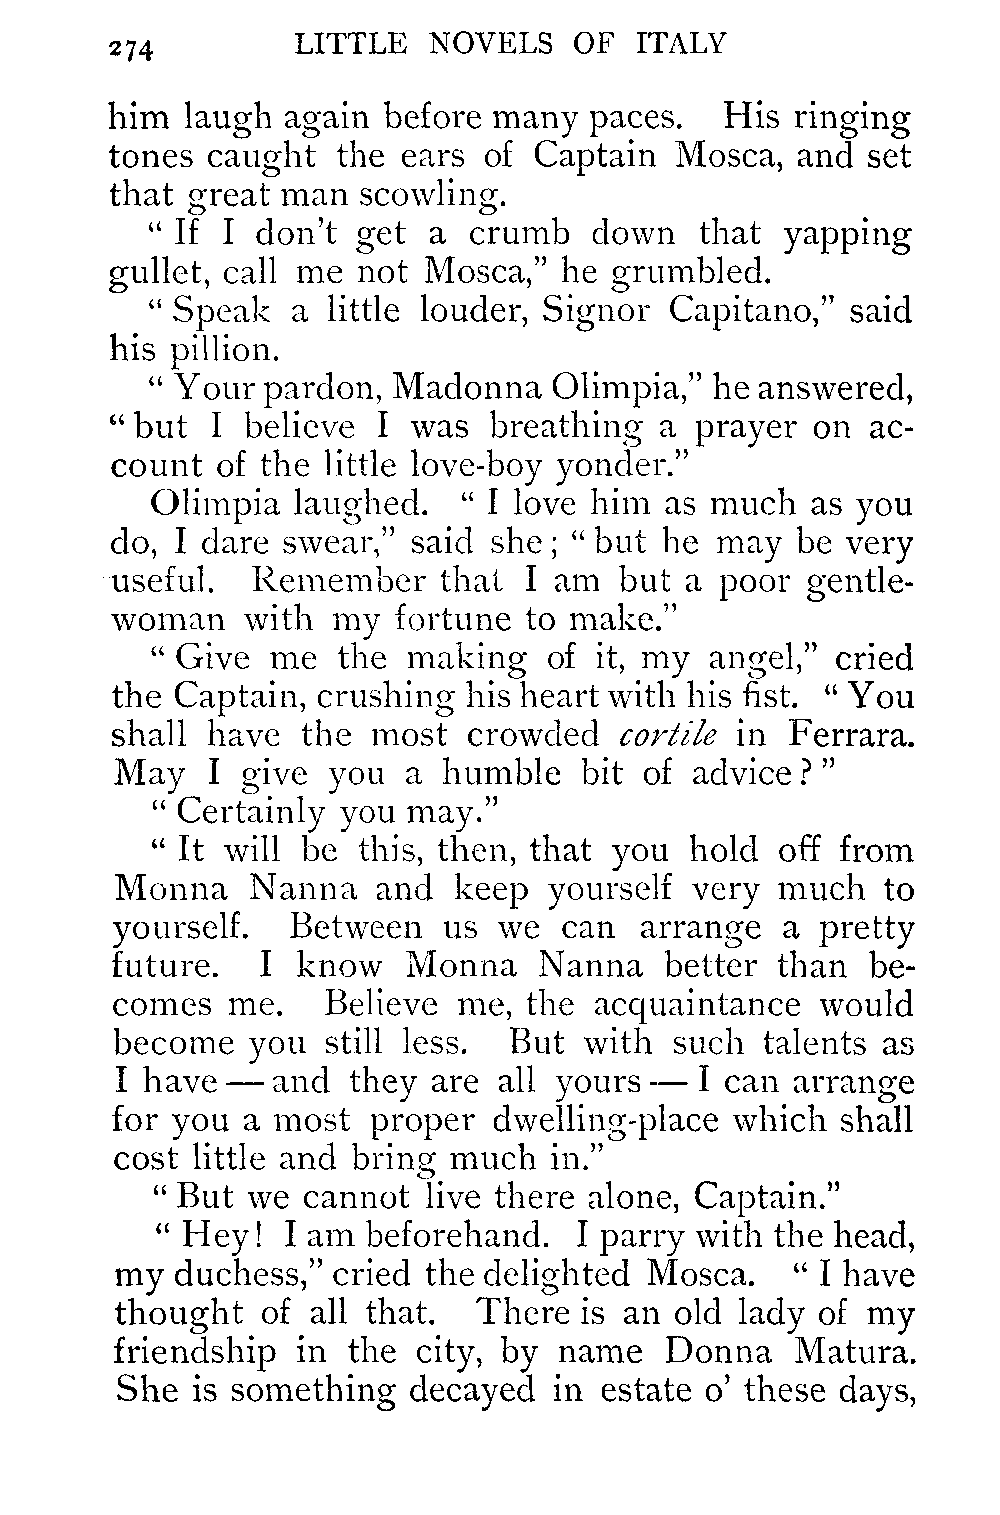 274 LITTLE NOVELS OF ITALY
him laugh again before many paces. His ringing
tones caught the ears of Captain Mosca, and set
that great man scowling.
“ If I don’t get a crumb down that yapping
gullet, call me not Mosca,” he grumbled.
“ Speak a little louder, Signor Capitano,” said
his pillion.
“ Your pardon, Madonna Olimpia,” he answered,
“ but I believe I was breathing a prayer on ac-
count of the little love-boy yonder.”
Olimpia laughed. “ I love him as much as you
do, I dare swear,” said she ; “ but he may be very
useful. Remember that I am but a poor gentle-
woman with my fortune to make.”
“ Give me the making of it, my angel,” cried
the Captain, crushing his heart with his fist. “ You
shall have the most crowded cortile in Ferrara.
May I give you a humble bit of advice ? ”
“ Certainly you may.”
“ It will be this, then, that you hold off from
Monna Nanna and keep yourself very much to
yourself. Between us we can arrange a pretty
future. I know Monna Nanna better than be-
comes me. Believe me, the acquaintance would
become you still less. But with such talents as
I have — and they are all yours — I can arrange
for you a most proper dwelling-place which shall
cost little and bring much in.”
“ But we cannot live there alone, Captain.”
“ Hey! I am beforehand. I parry with the head,
my duchess,” cried the delighted Mosca. “ I have
thought of all that. There is an old lady of my
friendship in the city, by name Donna Matura.
She is something decayed in estate o’ these days,